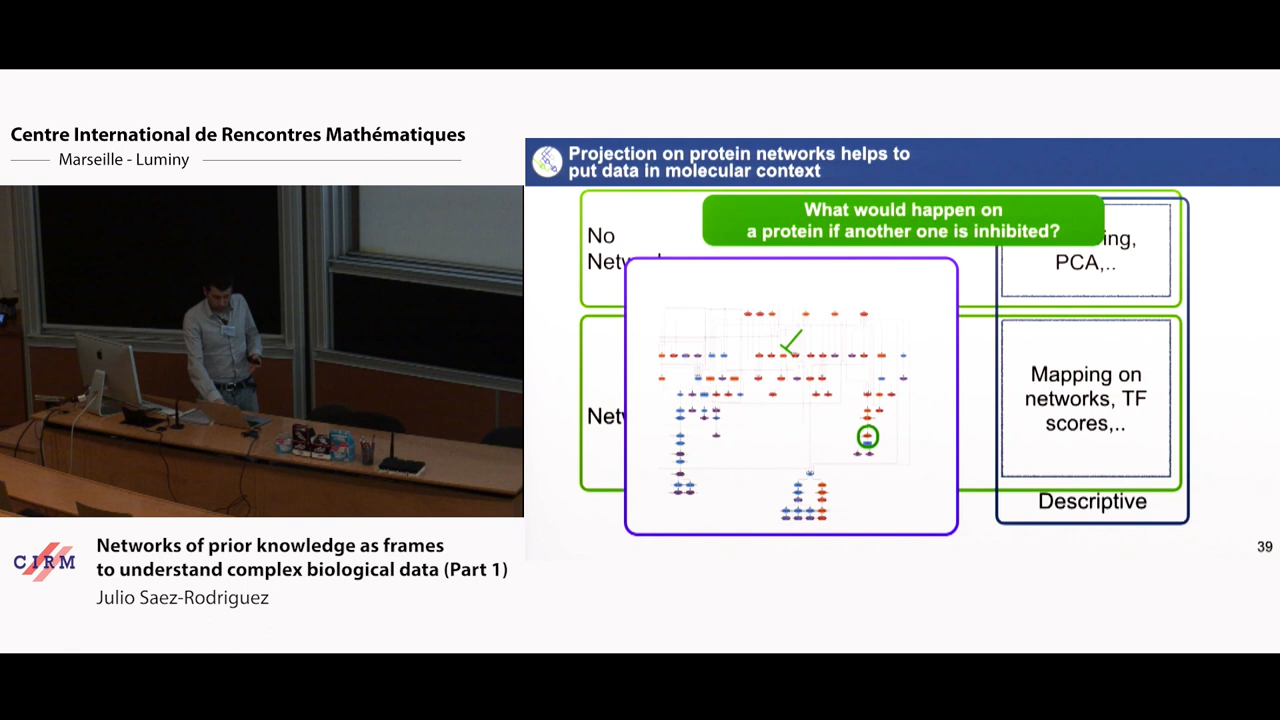 Centre International de Rencontres Mathématiques
Marseille - Luminy
Projection on protein networks helps to
put data in molecular context
What would happen on
a protein if another one is inhibited?
No
ing,
PCA,..
Mapping on
networks, TF
scores,..
Descriptive
39
CIRM
Networks of prior knowledge as frames
to understand complex biological data (Part 1)
Julio Saez-Rodriguez